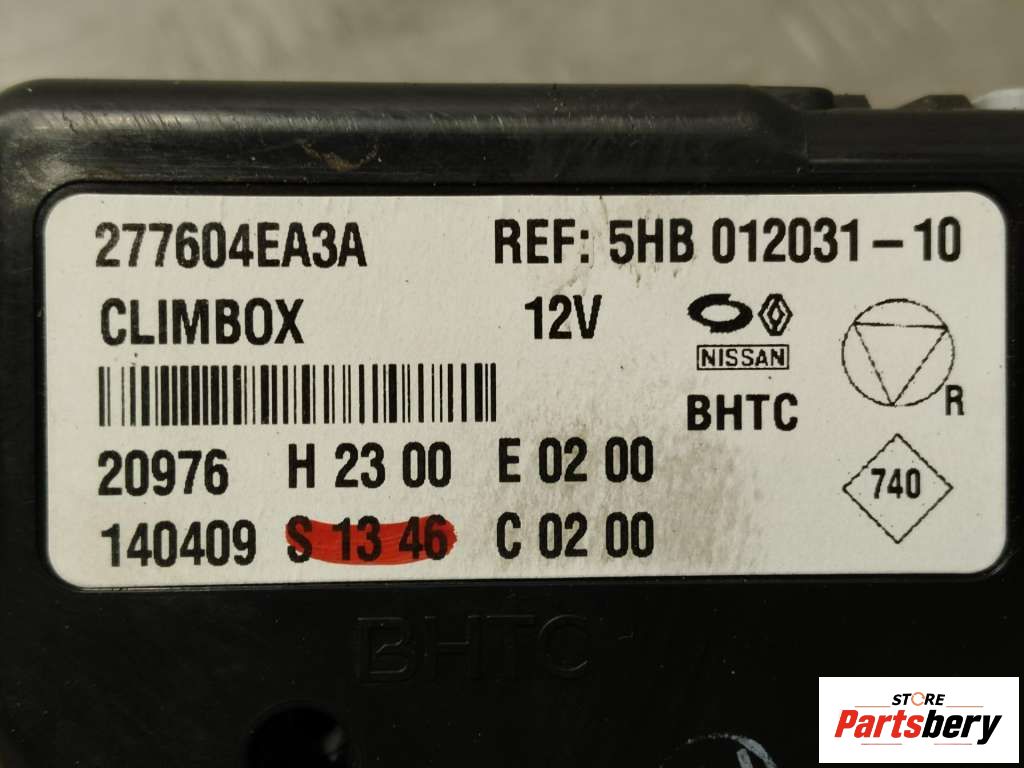 277604EA3A REF: 5HB 012031-10
CLIMBOX 12V
NISSAN
BHTC
R
20976 H 23 00 E 02 00
740
140409 S 13 46 C 02 00
BHTC
STORE
Partsbery